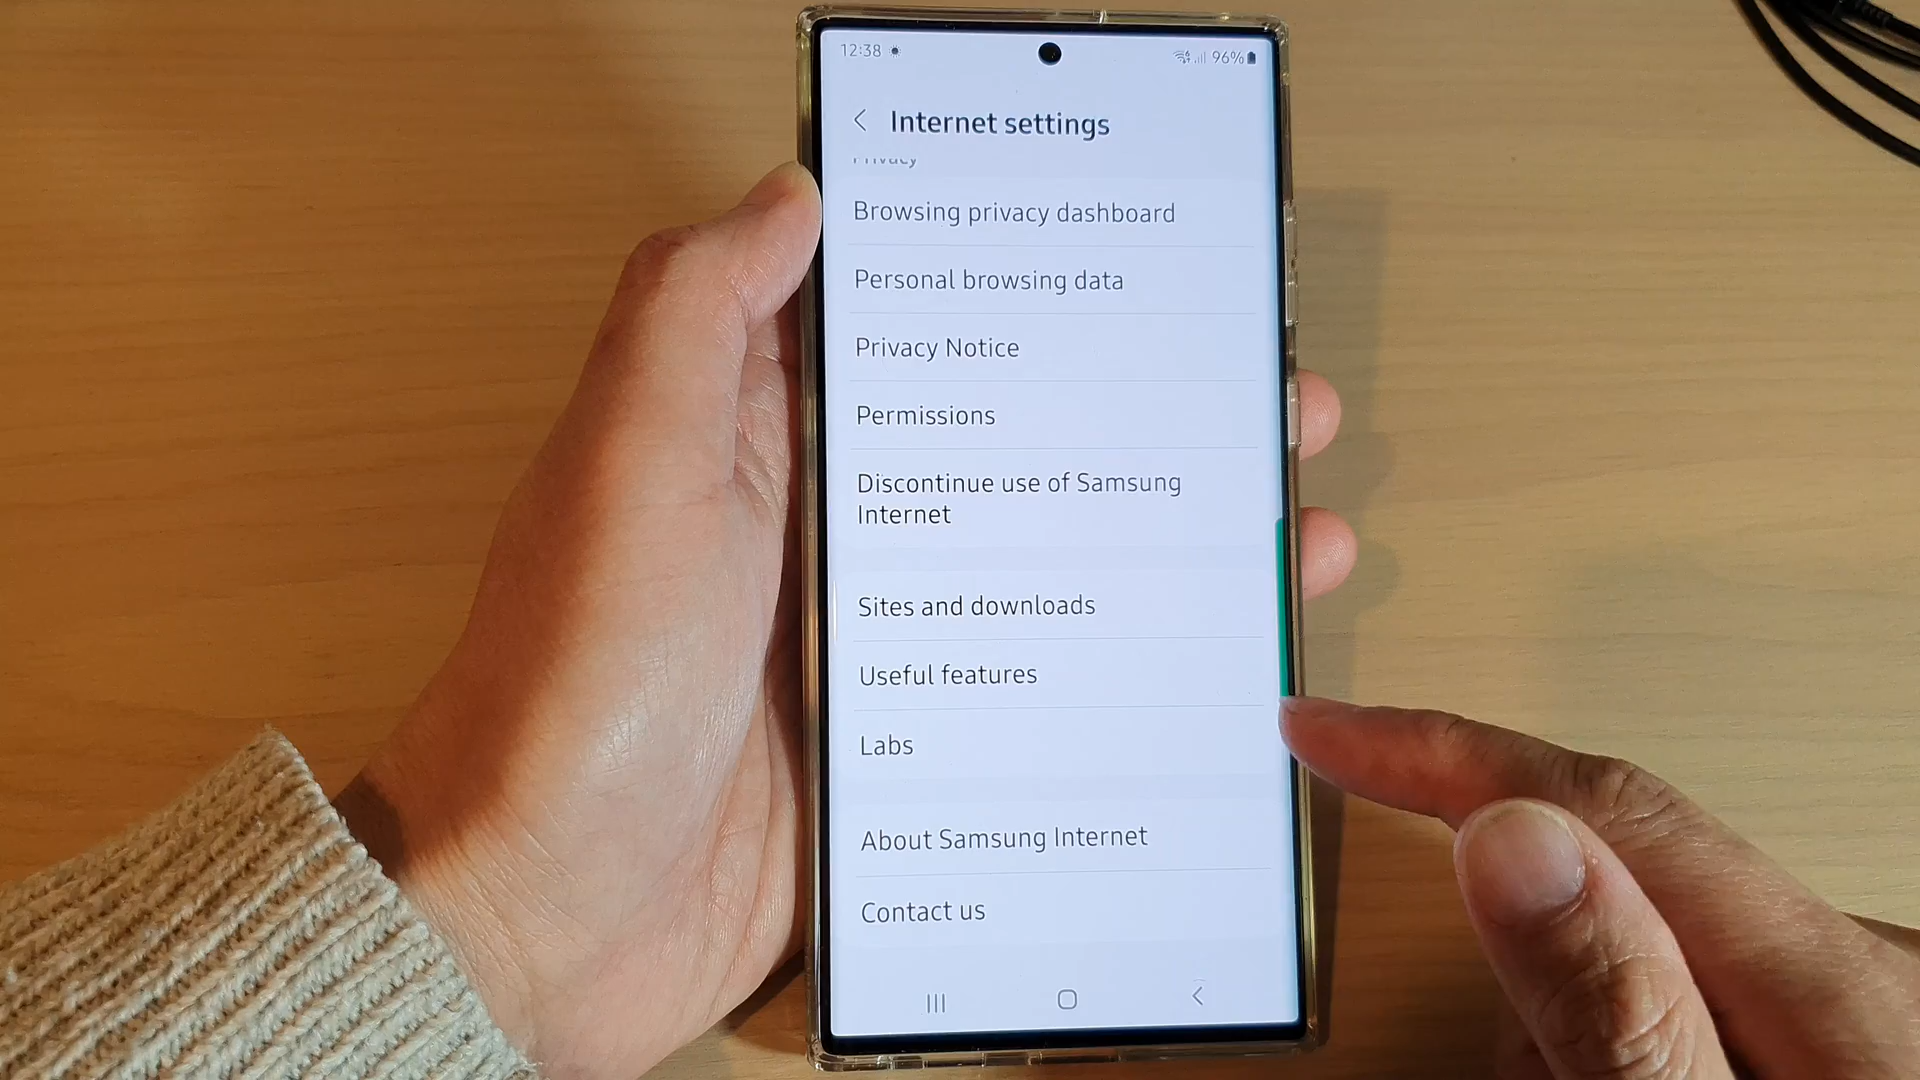 12:38
96%
Internet settings
Privacy
Browsing privacy dashboard
Personal browsing data
Privacy Notice
Permissions
Discontinue use of Samsung
Internet
Sites and downloads
Useful features
Labs
About Samsung Internet
Contact us